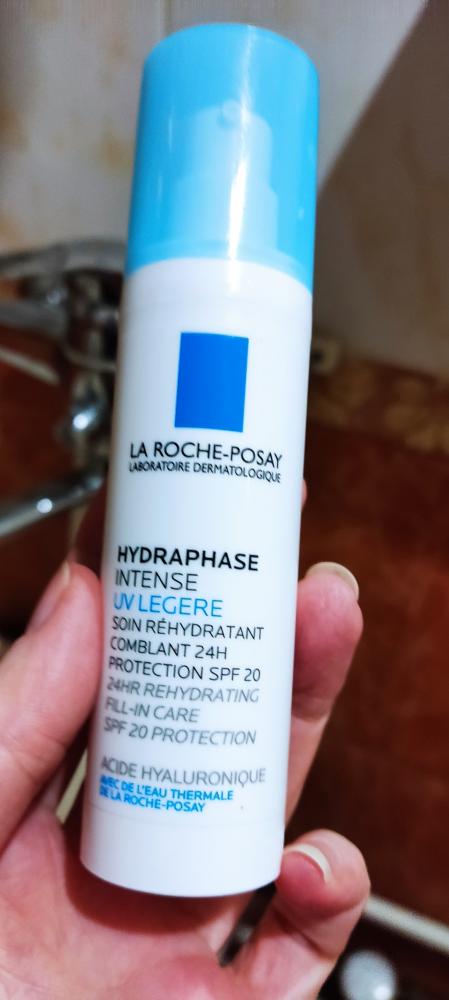 LA ROCHE-POSAY
LABORATOIRE DERMATOLOGIQUE
HYDRAPHASE
INTENSE
UV LEGERE
SOIN RÉHYDRATANT
COMBLANT 24H
PROTECTION SPF 20
24HR REHYDRATING
FILL-IN CARE
SPF 20 PROTECTION
ACIDE HYALURONIQUE
AVEC DE L'EAU THERMALE
DE LA ROCHE-POSAY